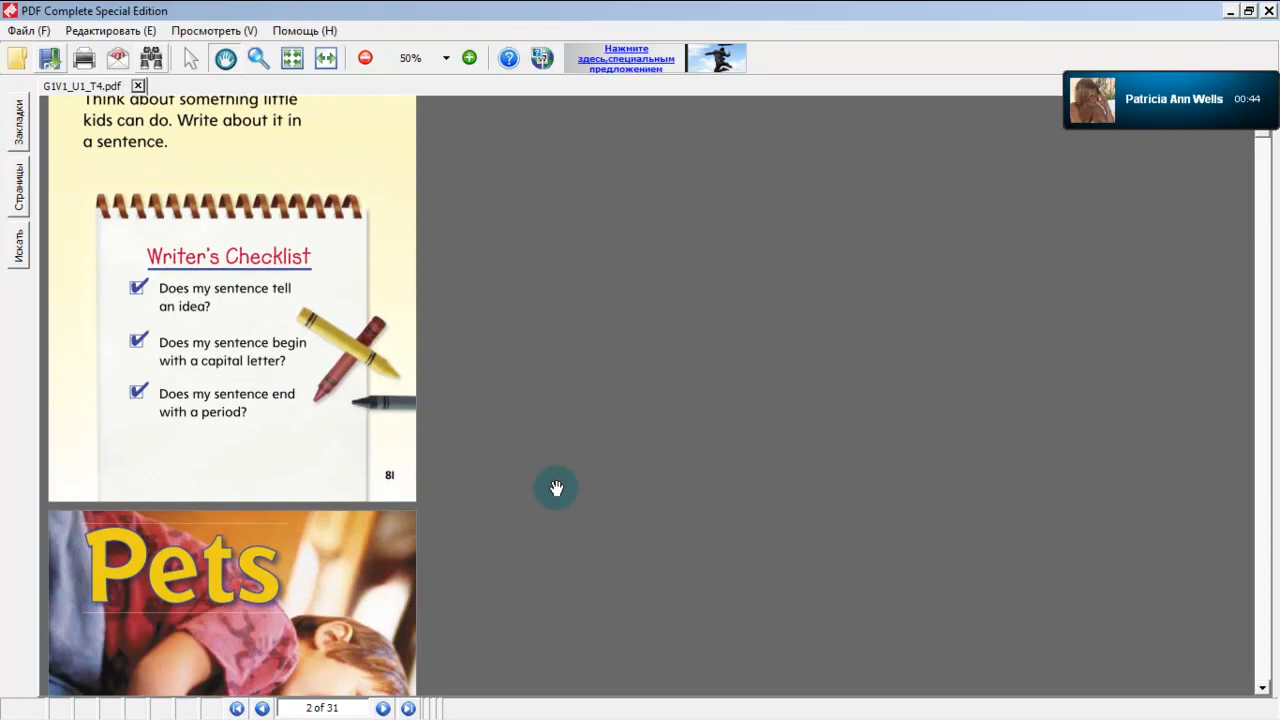 PDF Complete Special Edition
Файл (F) Редактировать (E) Просмотреть (V) Помощь (H)
50%
Нажмите
здесь,специальным
предложением
G1V1_U1_T4.pdf
Patricia Ann Wells 00:44
Закладки
Страницы
Искать
Think about something little
kids can do. Write about it in
a sentence.
Writer's Checklist
Does my sentence tell
an idea?
Does my sentence begin
with a capital letter?
Does my sentence end
with a period?
81
Pets
2 of 31